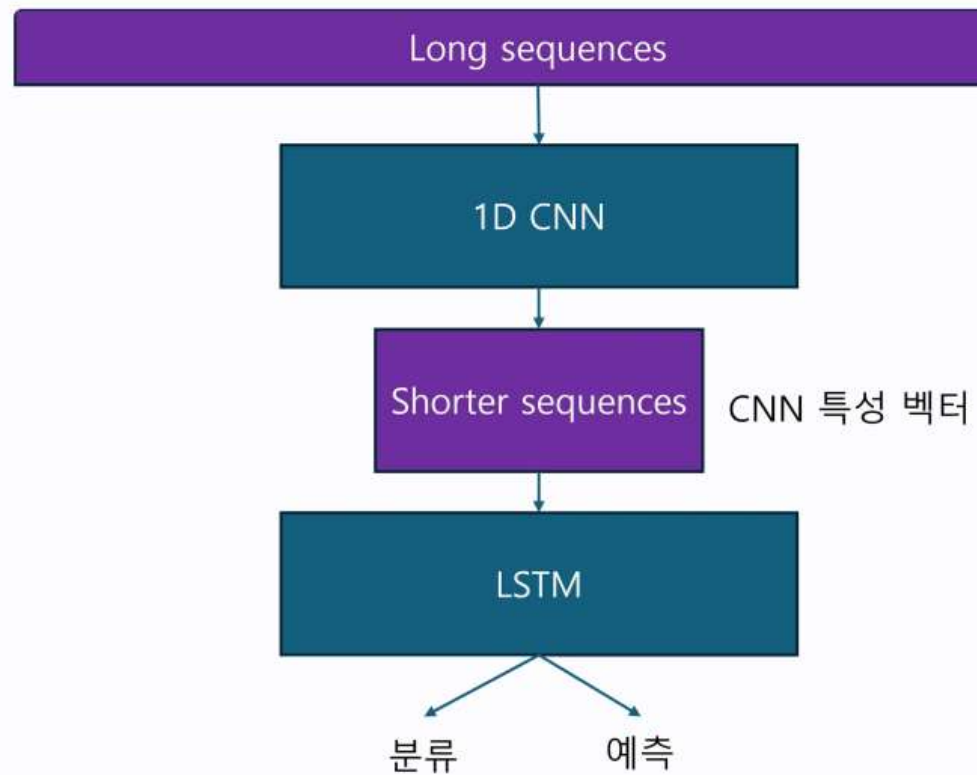 Long sequences
1D CNN
Shorter sequences
CNN 특성 벡터
LSTM
분류
예측